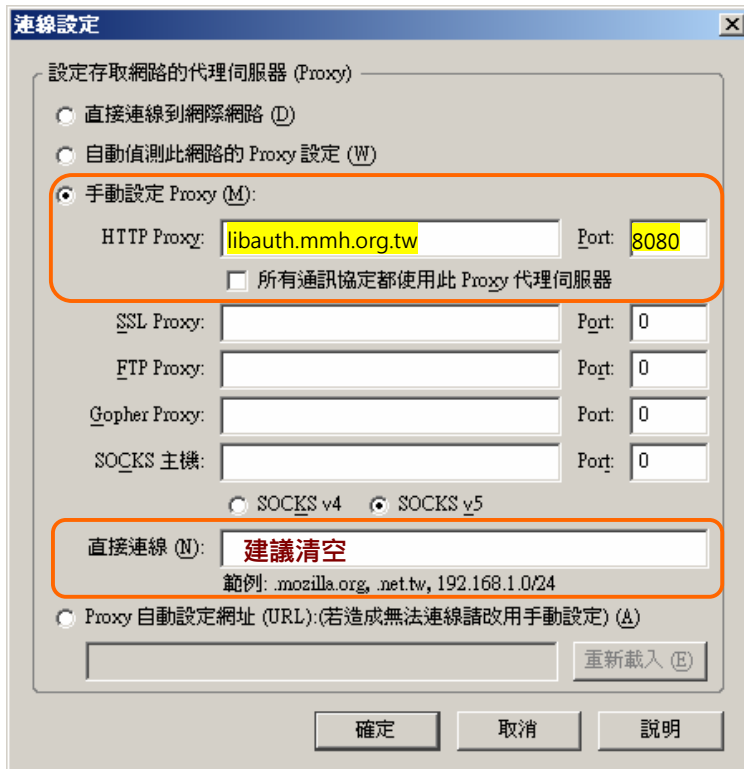 連線設定
設定存取網路的代理伺服器 (Proxy)
直接連線到網際網路 (D)
自動偵測此網路的 Proxy 設定 (W)
手動設定 Proxy (M):
HTTP Proxy: libauth.mmh.org.tw Port: 8080
所有通訊協定都使用此 Proxy 代理伺服器
SSL Proxy: Port: 0
FTP Proxy: Port: 0
Gopher Proxy: Port: 0
SOCKS 主機: Port: 0
SOCKS v4 SOCKS v5
直接連線 (N): 建議清空
範例: .mozilla.org, .net.tw, 192.168.1.0/24
Proxy 自動設定網址 (URL):(若造成無法連線請改用手動設定) (A)
重新載入 (E)
確定 取消 說明